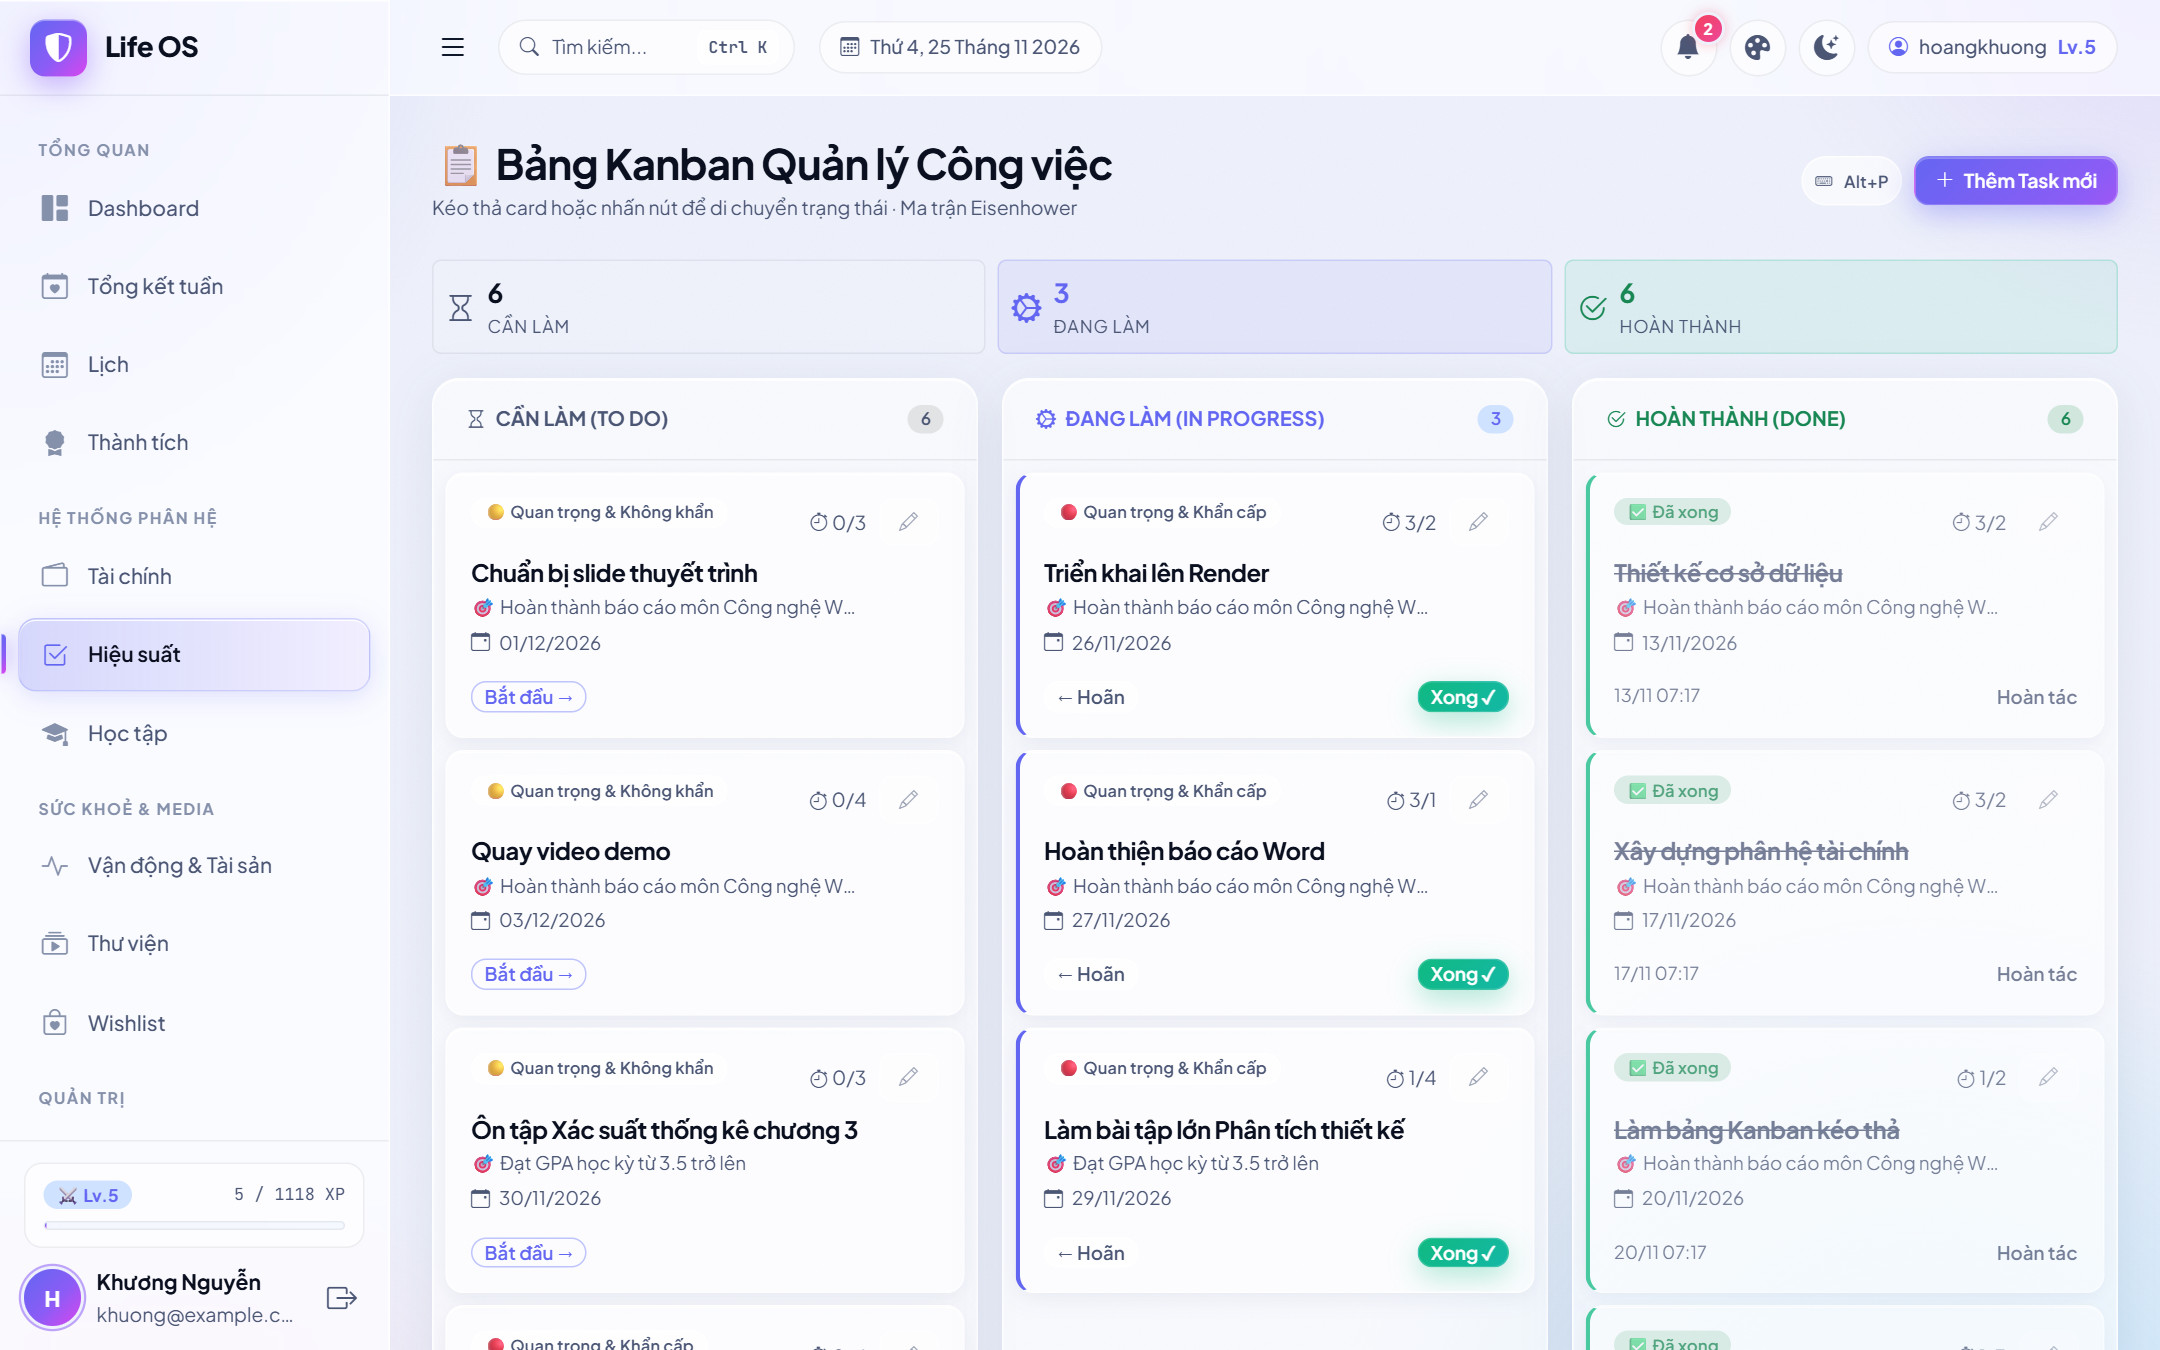 Life OS
Tìm kiếm... Ctrl K
Thứ 4, 25 Tháng 11 2026
2
hoangkhuong Lv.5
TỔNG QUAN
Dashboard
Tổng kết tuần
Lịch
Thành tích
HỆ THỐNG PHÂN HỆ
Tài chính
Hiệu suất
Học tập
SỨC KHOẺ & MEDIA
Vận động & Tài sản
Thư viện
Wishlist
QUẢN TRỊ
Lv.5 5 / 1118 XP
H
Khương Nguyễn
khuong@example.c...
Bảng Kanban Quản lý Công việc
Kéo thả card hoặc nhấn nút để di chuyển trạng thái · Ma trận Eisenhower
Alt+P
+ Thêm Task mới
6
CẦN LÀM
3
ĐANG LÀM
6
HOÀN THÀNH
CẦN LÀM (TO DO) 6
Quan trọng & Không khẩn 0/3
Chuẩn bị slide thuyết trình
Hoàn thành báo cáo môn Công nghệ W...
01/12/2026
Bắt đầu →
Quan trọng & Không khẩn 0/4
Quay video demo
Hoàn thành báo cáo môn Công nghệ W...
03/12/2026
Bắt đầu →
Quan trọng & Không khẩn 0/3
Ôn tập Xác suất thống kê chương 3
Đạt GPA học kỳ từ 3.5 trở lên
30/11/2026
Bắt đầu →
Quan trọng & Khẩn cấp
ĐANG LÀM (IN PROGRESS) 3
Quan trọng & Khẩn cấp 3/2
Triển khai lên Render
Hoàn thành báo cáo môn Công nghệ W...
26/11/2026
← Hoãn Xong ✓
Quan trọng & Khẩn cấp 3/1
Hoàn thiện báo cáo Word
Hoàn thành báo cáo môn Công nghệ W...
27/11/2026
← Hoãn Xong ✓
Quan trọng & Khẩn cấp 1/4
Làm bài tập lớn Phân tích thiết kế
Đạt GPA học kỳ từ 3.5 trở lên
29/11/2026
← Hoãn Xong ✓
HOÀN THÀNH (DONE) 6
Đã xong 3/2
Thiết kế cơ sở dữ liệu
Hoàn thành báo cáo môn Công nghệ W...
13/11/2026
13/11 07:17 Hoàn tác
Đã xong 3/2
Xây dựng phân hệ tài chính
Hoàn thành báo cáo môn Công nghệ W...
17/11/2026
17/11 07:17 Hoàn tác
Đã xong 1/2
Làm bảng Kanban kéo thả
Hoàn thành báo cáo môn Công nghệ W...
20/11/2026
20/11 07:17 Hoàn tác
Đã xong